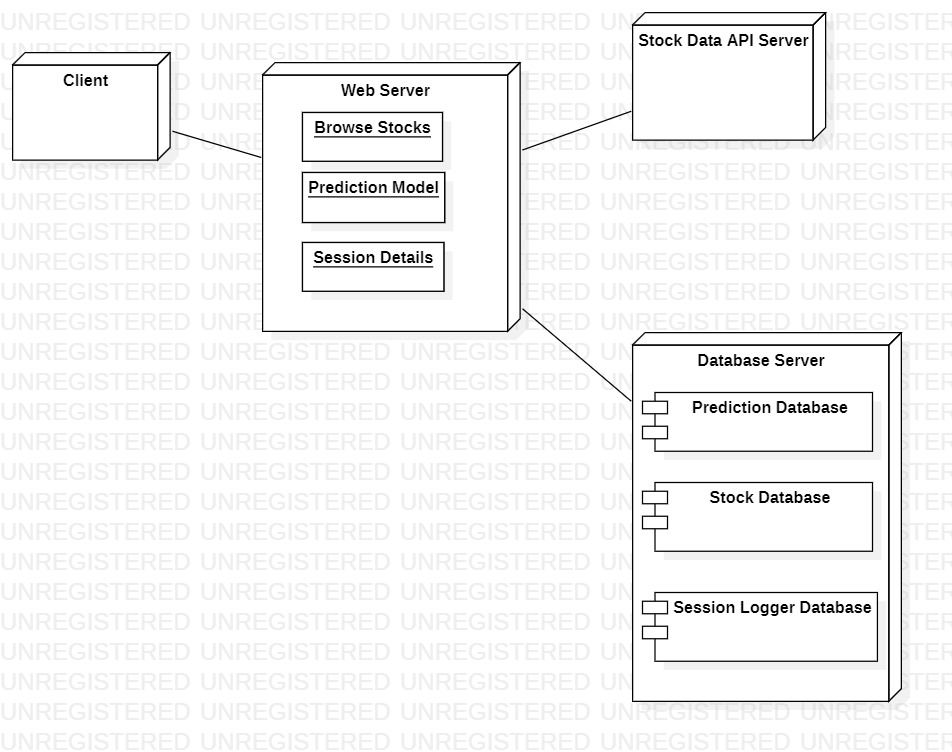 Client
Web Server
Browse Stocks
Prediction Model
Session Details
Stock Data API Server
Database Server
Prediction Database
Stock Database
Session Logger Database
UNREGISTERED